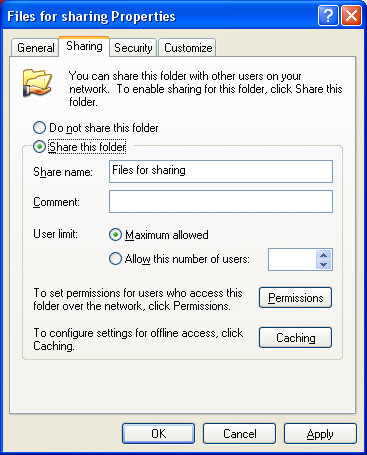 Files for sharing Properties
General Sharing Security Customize
You can share this folder with other users on your
network. To enable sharing for this folder, click Share this
folder.
Do not share this folder
Share this folder
Share name: Files for sharing
Comment:
User limit: Maximum allowed
Allow this number of users:
To set permissions for users who access this
folder over the network, click Permissions.
Permissions
To configure settings for offline access, click
Caching.
Caching
OK Cancel Apply